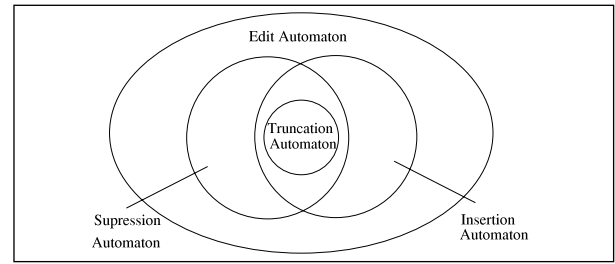 Edit Automaton
Truncation
Automaton
Supression
Automaton
Insertion
Automaton